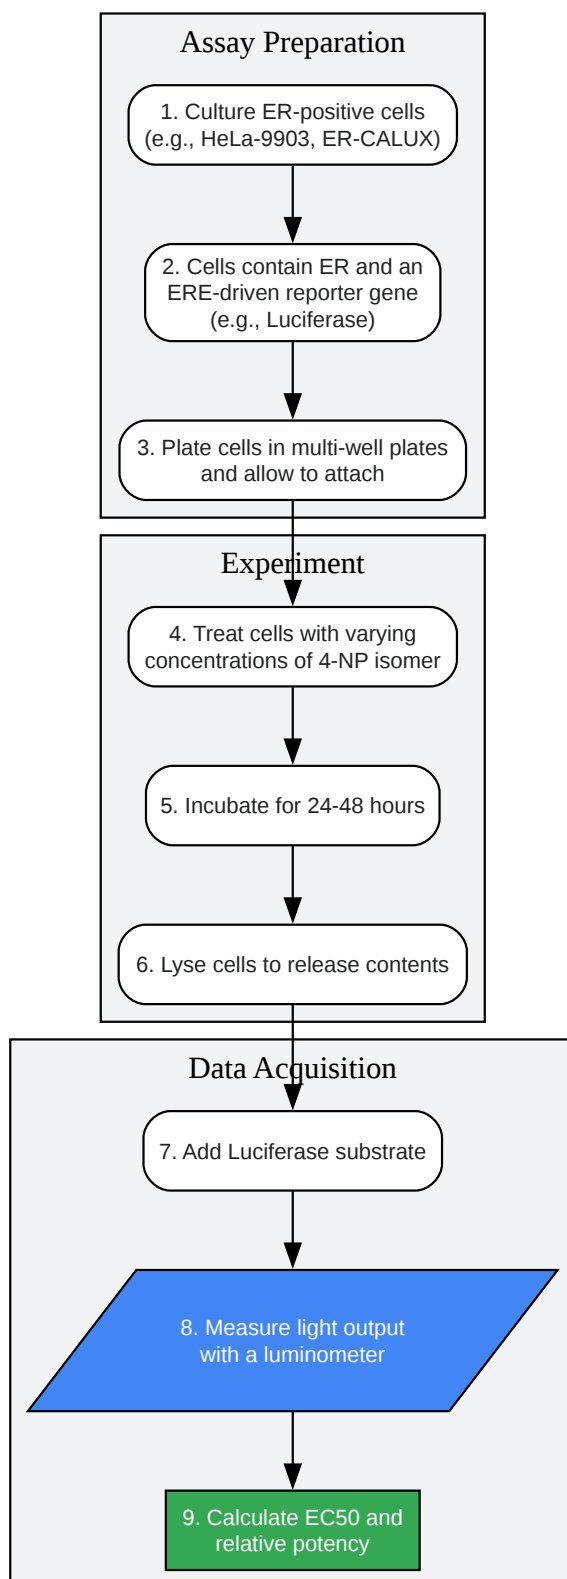 Assay Preparation
1. Culture ER-positive cells
(e.g., HeLa-9903, ER-CALUX)
2. Cells contain ER and an
ERE-driven reporter gene
(e.g., Luciferase)
3. Plate cells in multi-well plates
and allow to attach
Experiment
4. Treat cells with varying
concentrations of 4-NP isomer
5. Incubate for 24-48 hours
6. Lyse cells to release contents
Data Acquisition
7. Add Luciferase substrate
8. Measure light output
with a luminometer
9. Calculate EC50 and
relative potency